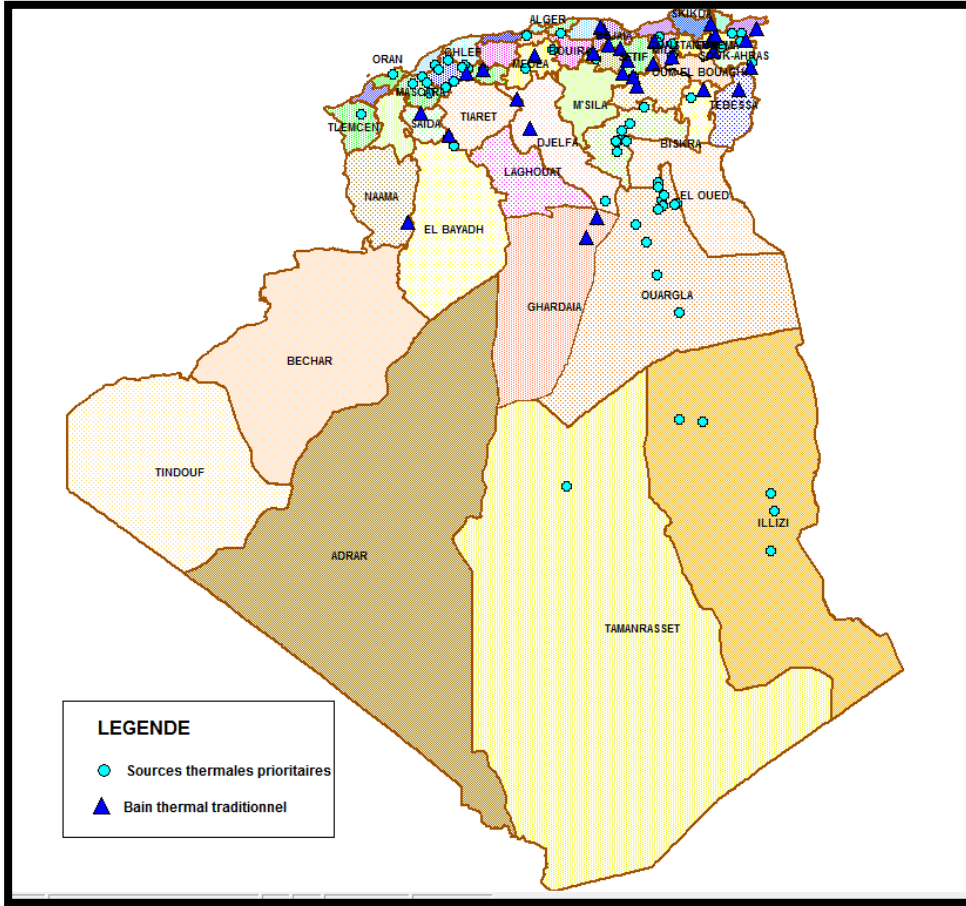 SKIKDA
ALGER
BOUIRA
SETIF
SOUK-AHRAS
ORAN
CHLEF
MEDEA
OUM EL BOUAGHI
MASCARA
M'SILA
TEBESSA
TLEMCEN
SAIDA
TIARET
DJELFA
BISKRA
LAGHOUAT
NAAMA
EL OUED
EL BAYADH
GHARDAIA
OUARGLA
BECHAR
TINDOUF
ILLIZI
ADRAR
TAMANRASSET
LEGENDE
Sources thermales prioritaires
Bain thermal traditionnel